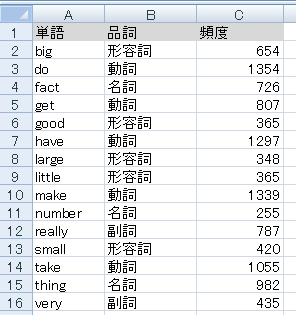 A B C
1 単語 品詞 頻度
2 big 形容詞 654
3 do 動詞 1354
4 fact 名詞 726
5 get 動詞 807
6 good 形容詞 365
7 have 動詞 1297
8 large 形容詞 348
9 little 形容詞 365
10 make 動詞 1339
11 number 名詞 255
12 really 副詞 787
13 small 形容詞 420
14 take 動詞 1055
15 thing 名詞 982
16 very 副詞 435